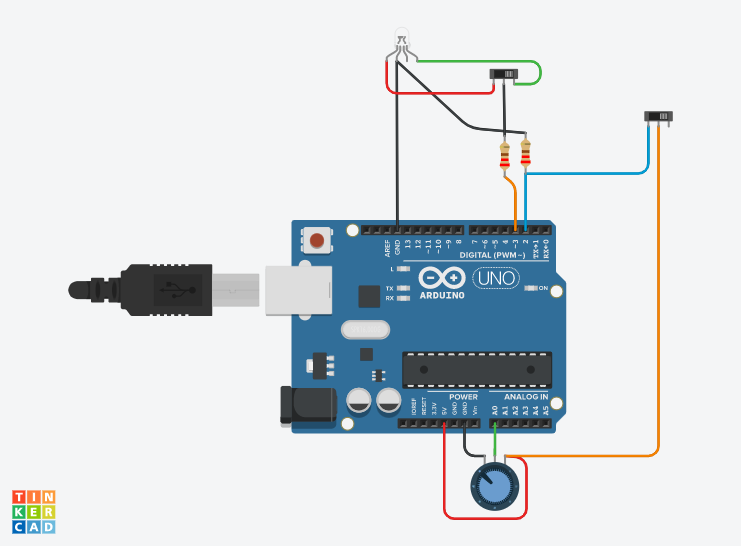 AREF
GND
13
12
~11
~10
~9
8
7
~6
~5
4
~3
2
TX→1
RX←0
DIGITAL (PWM~)
L
TX
RX
ARDUINO
UNO
ON
POWER
ANALOG IN
IOREF
RESET
3.3V
5V
GND
GND
Vin
A0
A1
A2
A3
A4
A5
TIN
KER
CAD